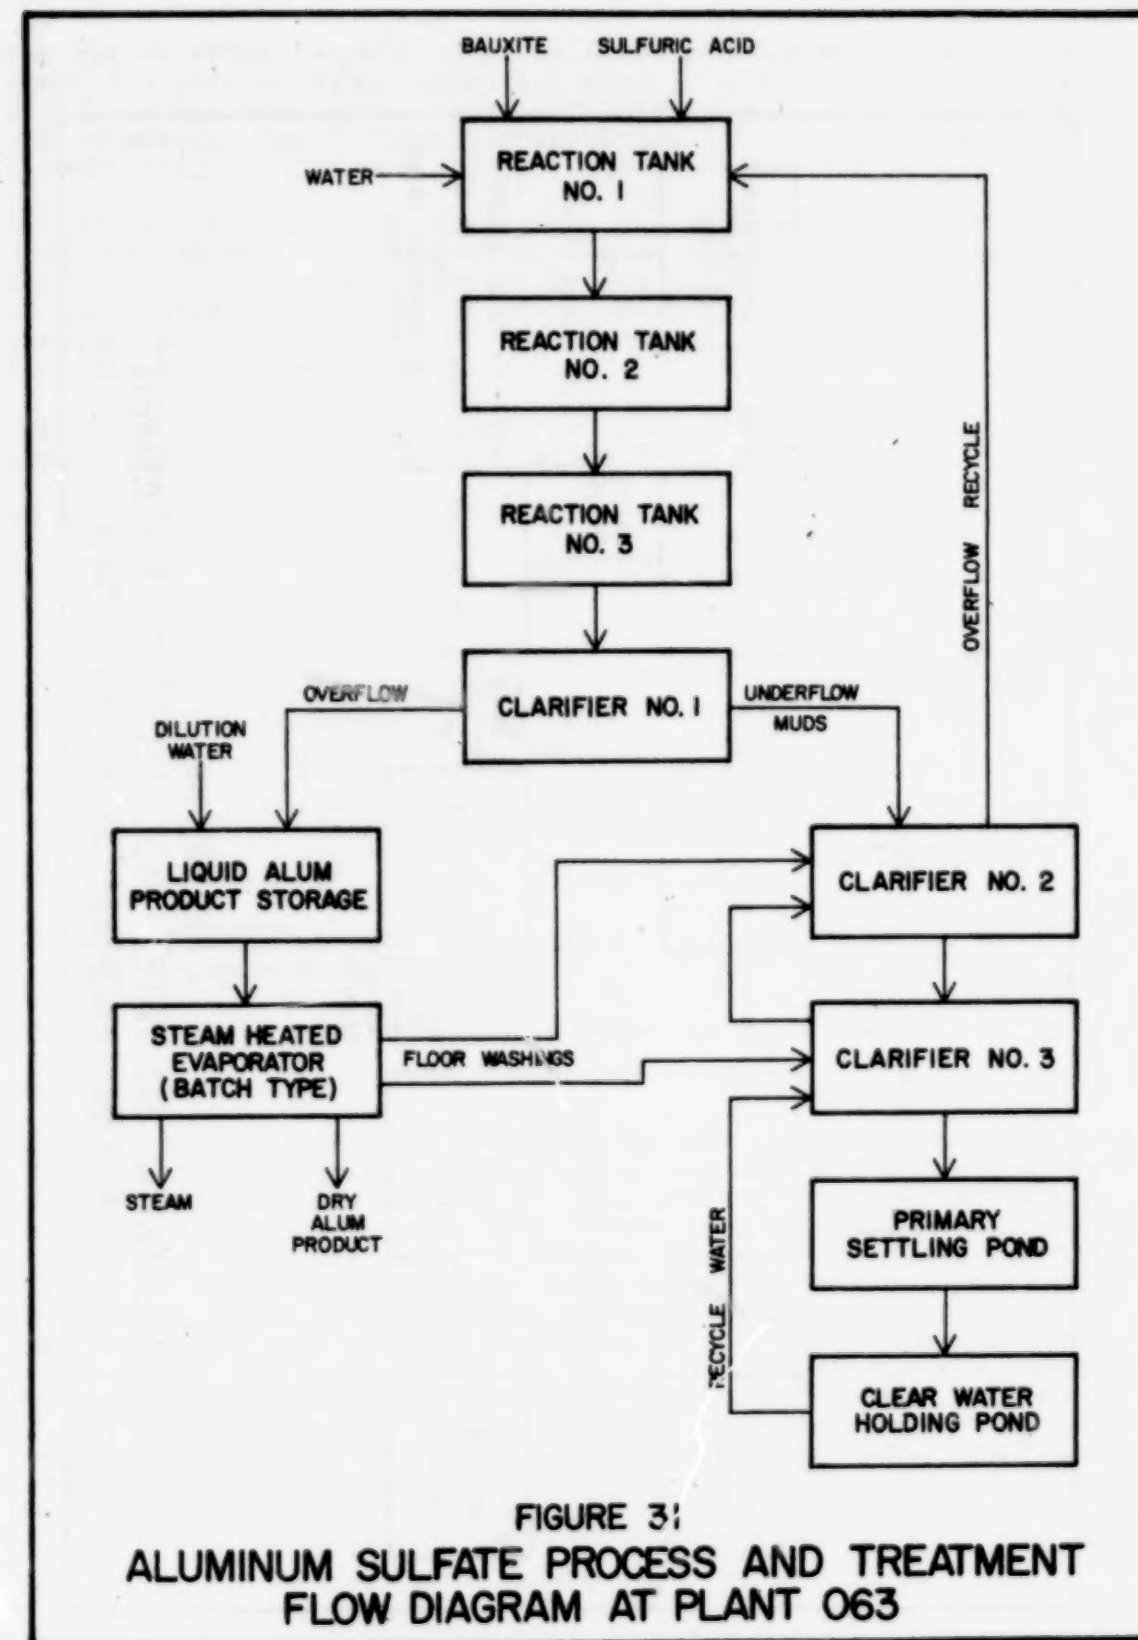 BAUXITE SULFURIC ACID
REACTION TANK
NO. 1
WATER
REACTION TANK
NO. 2
REACTION TANK
NO. 3
OVERFLOW RECYCLE
CLARIFIER NO. 1
OVERFLOW
UNDERFLOW
MUDS
DILUTION
WATER
LIQUID ALUM
PRODUCT STORAGE
CLARIFIER NO. 2
STEAM HEATED
EVAPORATOR
(BATCH TYPE)
FLOOR WASHINGS
CLARIFIER NO. 3
STEAM
DRY
ALUM
PRODUCT
RECYCLE WATER
PRIMARY
SETTLING POND
CLEAR WATER
HOLDING POND
FIGURE
ALUMINUM SULFATE PROCESS AND TREATMENT
FLOW DIAGRAM AT PLANT 063